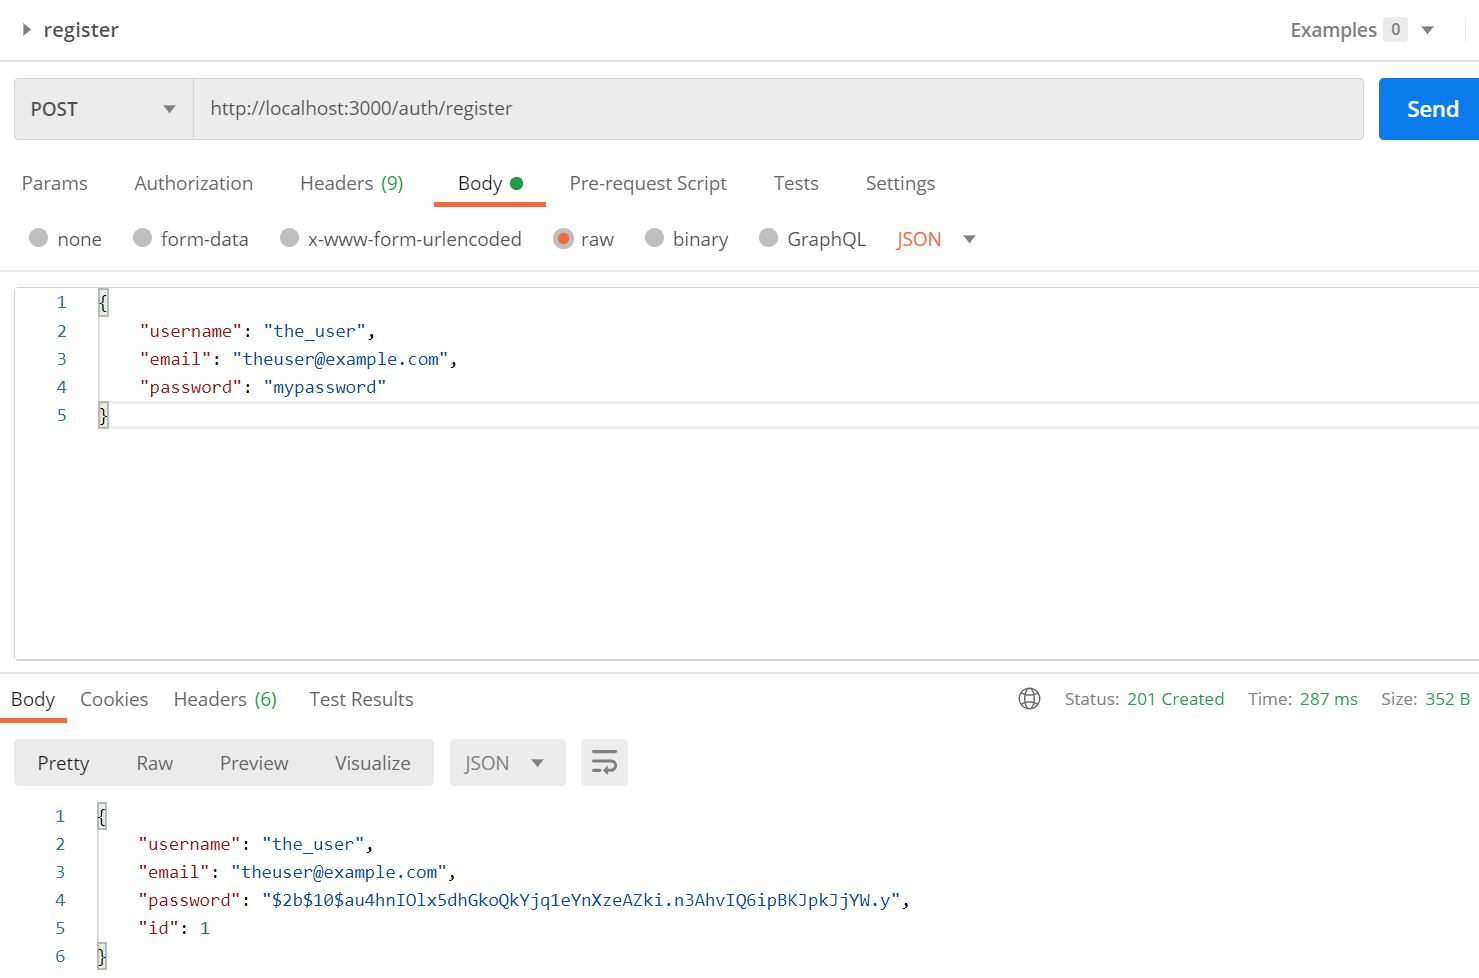 register
Examples 0
POST http://localhost:3000/auth/register Send
Params Authorization Headers (9) Body Pre-request Script Tests Settings
none form-data x-www-form-urlencoded raw binary GraphQL JSON
1 {
2 "username": "the_user",
3 "email": "theuser@example.com",
4 "password": "mypassword"
5 }
Body Cookies Headers (6) Test Results Status: 201 Created Time: 287 ms Size: 352 B
Pretty Raw Preview Visualize JSON
1 {
2 "username": "the_user",
3 "email": "theuser@example.com",
4 "password": "$2b$10$au4hnIOlx5dhGkoQkYjq1eYnXzeAZki.n3AhvIQ6ipBKJpkJjYW.y",
5 "id": 1
6 }